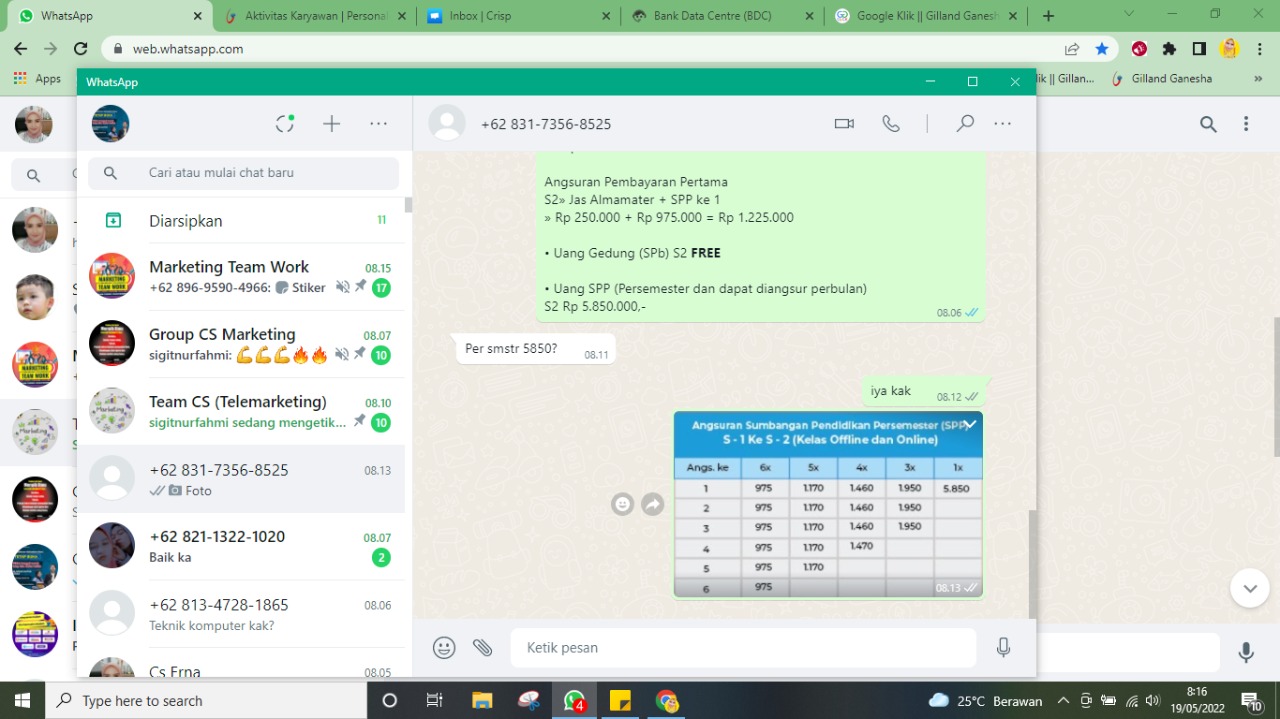 WhatsApp
Aktivitas Karyawan | Personal
Inbox | Crisp
Bank Data Centre (BDC)
Google Klik || Gilland Ganesh
web.whatsapp.com
Apps
lik || Gillan...
Gilland Ganesha
»
WhatsApp
Cari atau mulai chat baru
Diarsipkan
11
Marketing Team Work
08.15
+62 896-9590-4966: Stiker
17
Group CS Marketing
08.07
sigitnurfahmi: 💪💪💪🔥🔥
10
Team CS (Telemarketing)
08.10
sigitnurfahmi sedang mengetik...
10
+62 831-7356-8525
08.13
Foto
+62 821-1322-1020
08.07
Baik ka
2
+62 813-4728-1865
08.06
Teknik komputer kak?
Cs Erna
08.05
+62 831-7356-8525
Angsuran Pembayaran Pertama
S2» Jas Almamater + SPP ke 1
» Rp 250.000 + Rp 975.000 = Rp 1.225.000
• Uang Gedung (SPb) S2 FREE
• Uang SPP (Persemester dan dapat diangsur perbulan)
S2 Rp 5.850.000,-
08.06
Per smstr 5850?
08.11
iya kak
08.12
Angsuran Sumbangan Pendidikan Persemester (SPP)
S - 1 Ke S - 2 (Kelas Offline dan Online)
Angs. ke 6x 5x 4x 3x 1x
1 975 1.170 1.460 1.950 5.850
2 975 1.170 1.460 1.950
3 975 1.170 1.460 1.950
4 975 1.170 1.470
5 975 1.170
6 975
08.13
Ketik pesan
Type here to search
4
25°C Berawan
8:16
19/05/2022
10